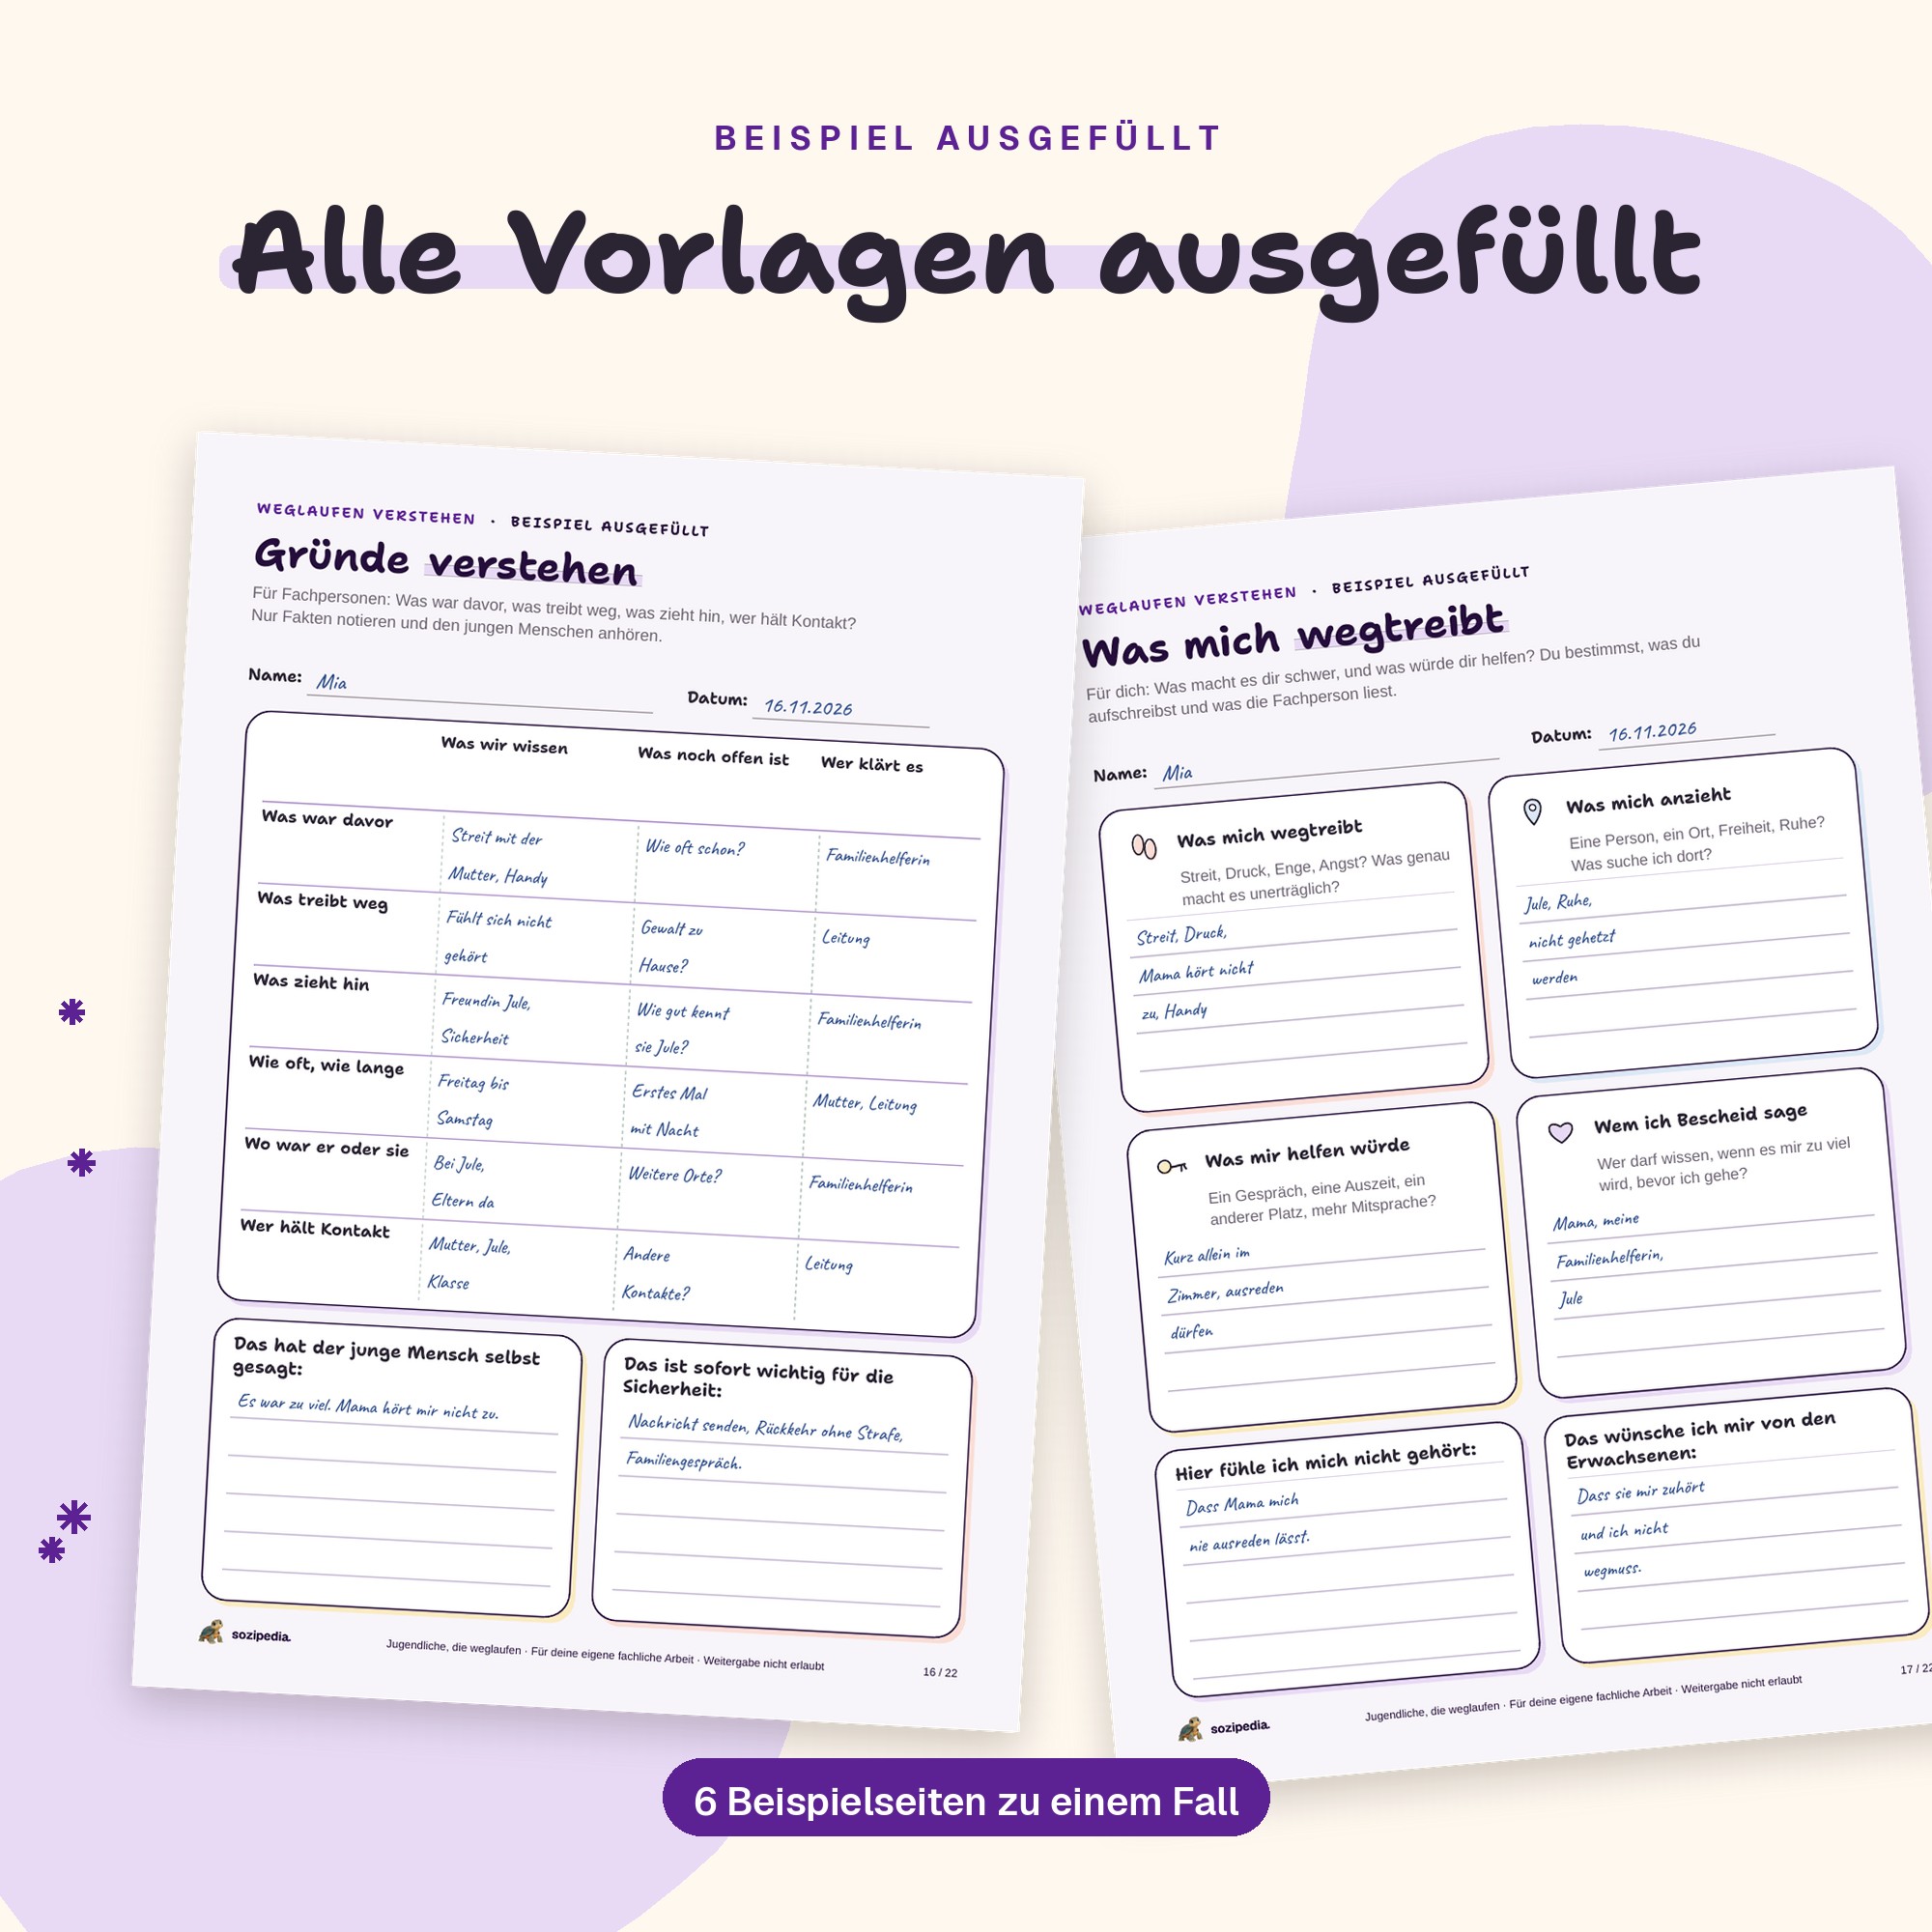 BEISPIEL AUSGEFÜLLT
Alle Vorlagen ausgefüllt
WEGLAUFEN VERSTEHEN · BEISPIEL AUSGEFÜLLT
Gründe verstehen
Für Fachpersonen: Was war davor, was treibt weg, was zieht hin, wer hält Kontakt?
Nur Fakten notieren und den jungen Menschen anhören.
Name: Mia
Datum: 16.11.2026
Was wir wissen
Was noch offen ist
Wer klärt es
Was war davor
Streit mit der
Mutter, Handy
Wie oft schon?
Familienhelferin
Was treibt weg
Fühlt sich nicht
gehört
Gewalt zu
Hause?
Leitung
Was zieht hin
Freundin Jule,
Sicherheit
Wie gut kennt
sie Jule?
Familienhelferin
Wie oft, wie lange
Freitag bis
Samstag
Erstes Mal
mit Nacht
Mutter, Leitung
Wo war er oder sie
Bei Jule,
Eltern da
Weitere Orte?
Familienhelferin
Wer hält Kontakt
Mutter, Jule,
Klasse
Andere
Kontakte?
Leitung
Das hat der junge Mensch selbst
gesagt:
Es war zu viel. Mama hört mir nicht zu.
Das ist sofort wichtig für die
Sicherheit:
Nachricht senden, Rückkehr ohne Strafe,
Familiengespräch.
sozipedia.
Jugendliche, die weglaufen · Für deine eigene fachliche Arbeit · Weitergabe nicht erlaubt
16 / 22
WEGLAUFEN VERSTEHEN · BEISPIEL AUSGEFÜLLT
Was mich wegtreibt
Für dich: Was macht es dir schwer, und was würde dir helfen? Du bestimmst, was du
aufschreibst und was die Fachperson liest.
Name: Mia
Datum: 16.11.2026
Was mich wegtreibt
Streit, Druck, Enge, Angst? Was genau
macht es unerträglich?
Streit, Druck,
Mama hört nicht
zu, Handy
Was mich anzieht
Eine Person, ein Ort, Freiheit, Ruhe?
Was suche ich dort?
Jule, Ruhe,
nicht gehetzt
werden
Was mir helfen würde
Ein Gespräch, eine Auszeit, ein
anderer Platz, mehr Mitsprache?
Kurz allein im
Zimmer, ausreden
dürfen
Wem ich Bescheid sage
Wer darf wissen, wenn es mir zu viel
wird, bevor ich gehe?
Mama, meine
Familienhelferin,
Jule
Hier fühle ich mich nicht gehört:
Dass Mama mich
nie ausreden lässt.
Das wünsche ich mir von den
Erwachsenen:
Dass sie mir zuhört
und ich nicht
wegmuss.
sozipedia.
Jugendliche, die weglaufen · Für deine eigene fachliche Arbeit · Weitergabe nicht erlaubt
17 / 22
6 Beispielseiten zu einem Fall